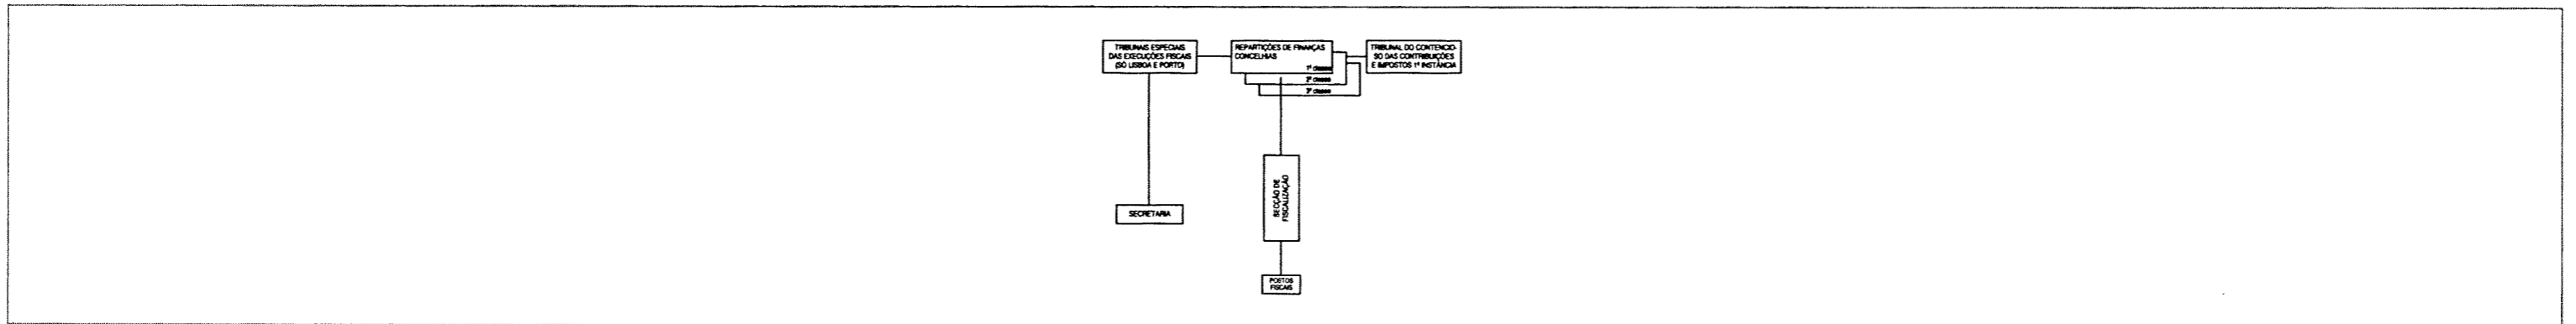 TRIBUNAIS ESPECIAIS
DAS EXECUÇÕES FISCAIS
(SÓ LISBOA E PORTO)
REPARTIÇÕES DE FINANÇAS
CONCELHIAS
1ª classe
2ª classe
3ª classe
TRIBUNAL DO CONTENCIO-
SO DAS CONTRIBUIÇÕES
E IMPOSTOS 1ª INSTÂNCIA
SECRETARIA
SECÇÃO DE
FISCALIZAÇÃO
POSTOS
FISCAIS